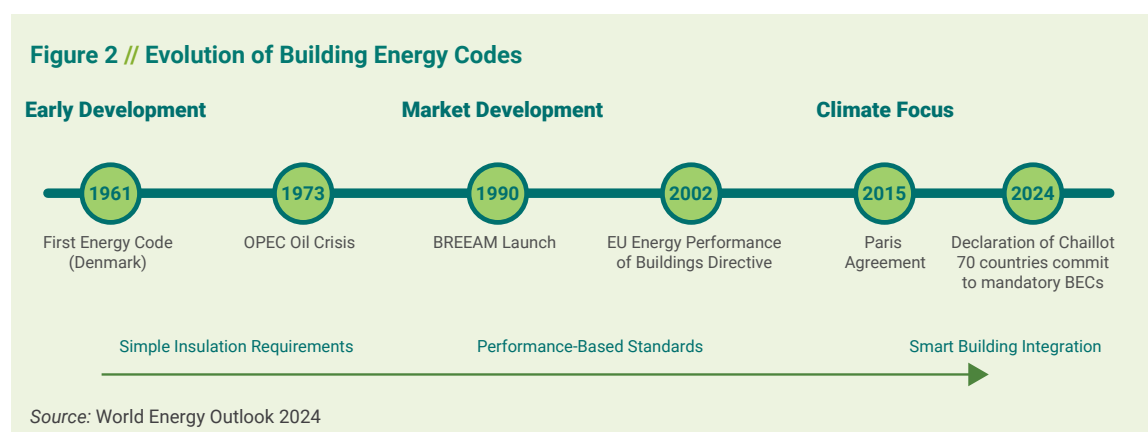 Figure 2 // Evolution of Building Energy Codes
Early Development
Market Development
Climate Focus
1961
1973
1990
2002
2015
2024
First Energy Code
(Denmark)
OPEC Oil Crisis
BREEAM Launch
EU Energy Performance
of Buildings Directive
Paris
Agreement
Declaration of Chaillot
70 countries commit
to mandatory BECs
Simple Insulation Requirements
Performance-Based Standards
Smart Building Integration
Source: World Energy Outlook 2024